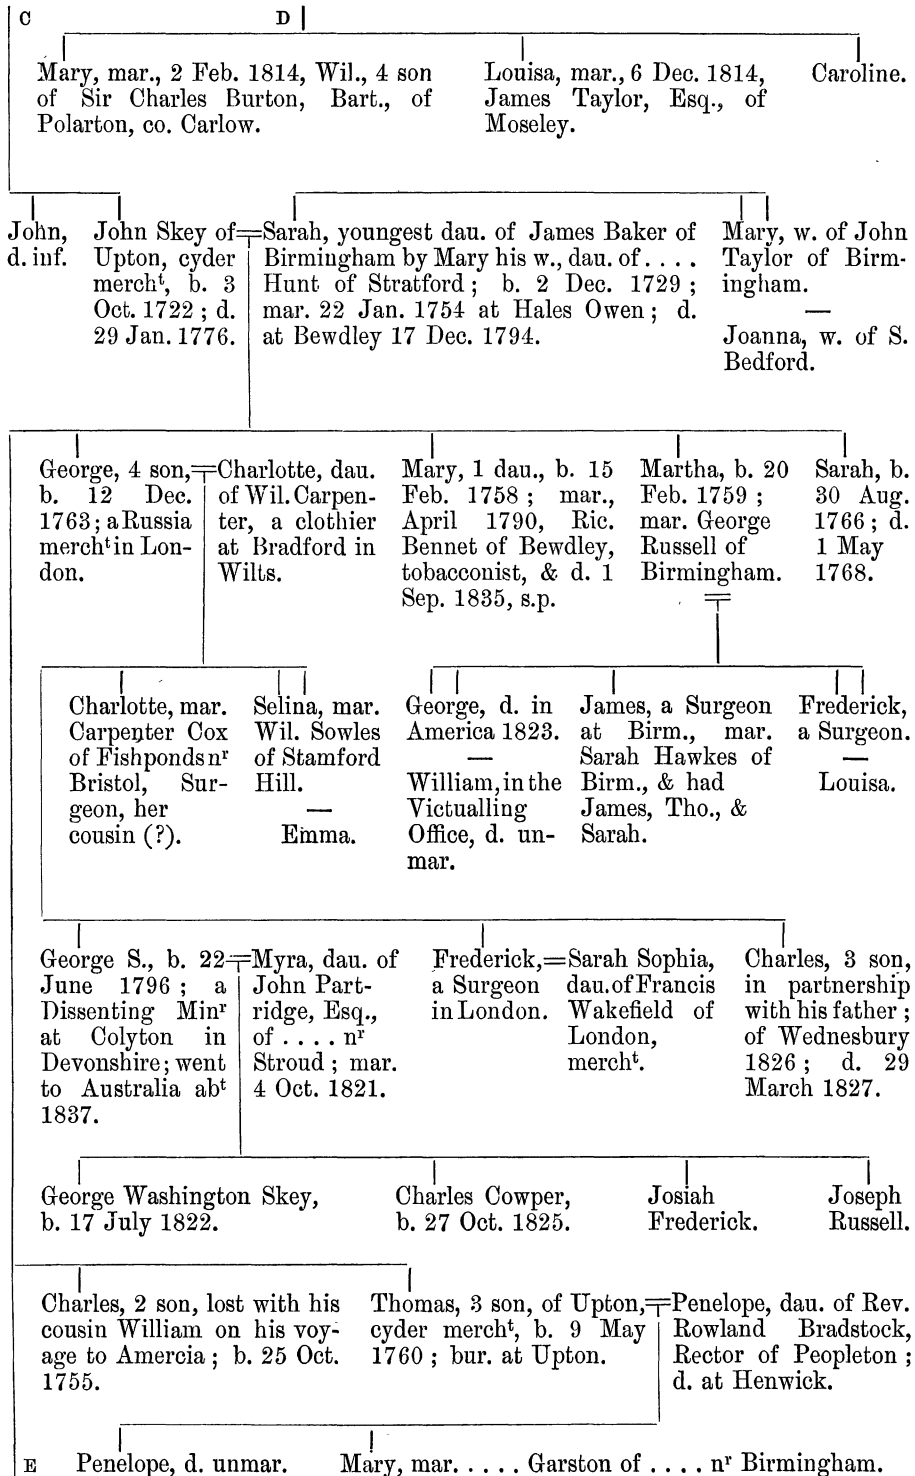 C D
Mary, mar., 2 Feb. 1814, Wil., 4 son
of Sir Charles Burton, Bart., of
Polarton, co. Carlow.
Louisa, mar., 6 Dec. 1814,
James Taylor, Esq., of
Moseley.
Caroline.
John,
d. inf.
John Skey of
Upton, cyder
mercht, b. 3
Oct. 1722 ; d.
29 Jan. 1776.
Sarah, youngest dau. of James Baker of
Birmingham by Mary his w., dau. of . . . .
Hunt of Stratford ; b. 2 Dec. 1729 ;
mar. 22 Jan. 1754 at Hales Owen ; d.
at Bewdley 17 Dec. 1794.
Mary, w. of John
Taylor of Birm-
ingham.
—
Joanna, w. of S.
Bedford.
George, 4 son,
b. 12 Dec.
1763 ; a Russia
mercht in Lon-
don.
Charlotte, dau.
of Wil. Carpen-
ter, a clothier
at Bradford in
Wilts.
Mary, 1 dau., b. 15
Feb. 1758 ; mar.,
April 1790, Ric.
Bennet of Bewdley,
tobacconist, & d. 1
Sep. 1835, s.p.
Martha, b. 20
Feb. 1759 ;
mar. George
Russell of
Birmingham.
Sarah, b.
30 Aug.
1766 ; d.
1 May
1768.
Charlotte, mar.
Carpenter Cox
of Fishponds nr
Bristol, Sur-
geon, her
cousin (?).
Selina, mar.
Wil. Sowles
of Stamford
Hill.
—
Emma.
George, d. in
America 1823.
—
William, in the
Victualling
Office, d. un-
mar.
James, a Surgeon
at Birm., mar.
Sarah Hawkes of
Birm., & had
James, Tho., &
Sarah.
Frederick,
a Surgeon.
—
Louisa.
George S., b. 22
June 1796 ; a
Dissenting Minr
at Colyton in
Devonshire ; went
to Australia abt
1837.
Myra, dau. of
John Part-
ridge, Esq.,
of . . . . nr
Stroud ; mar.
4 Oct. 1821.
Frederick,
a Surgeon
in London.
Sarah Sophia,
dau. of Francis
Wakefield of
London,
mercht.
Charles, 3 son,
in partnership
with his father ;
of Wednesbury
1826 ; d. 29
March 1827.
George Washington Skey,
b. 17 July 1822.
Charles Cowper,
b. 27 Oct. 1825.
Josiah
Frederick.
Joseph
Russell.
Charles, 2 son, lost with his
cousin William on his voy-
age to Amercia ; b. 25 Oct.
1755.
Thomas, 3 son, of Upton,
cyder mercht, b. 9 May
1760 ; bur. at Upton.
Penelope, dau. of Rev.
Rowland Bradstock,
Rector of Peopleton ;
d. at Henwick.
E Penelope, d. unmar.
Mary, mar. . . . . Garston of . . . . nr Birmingham.